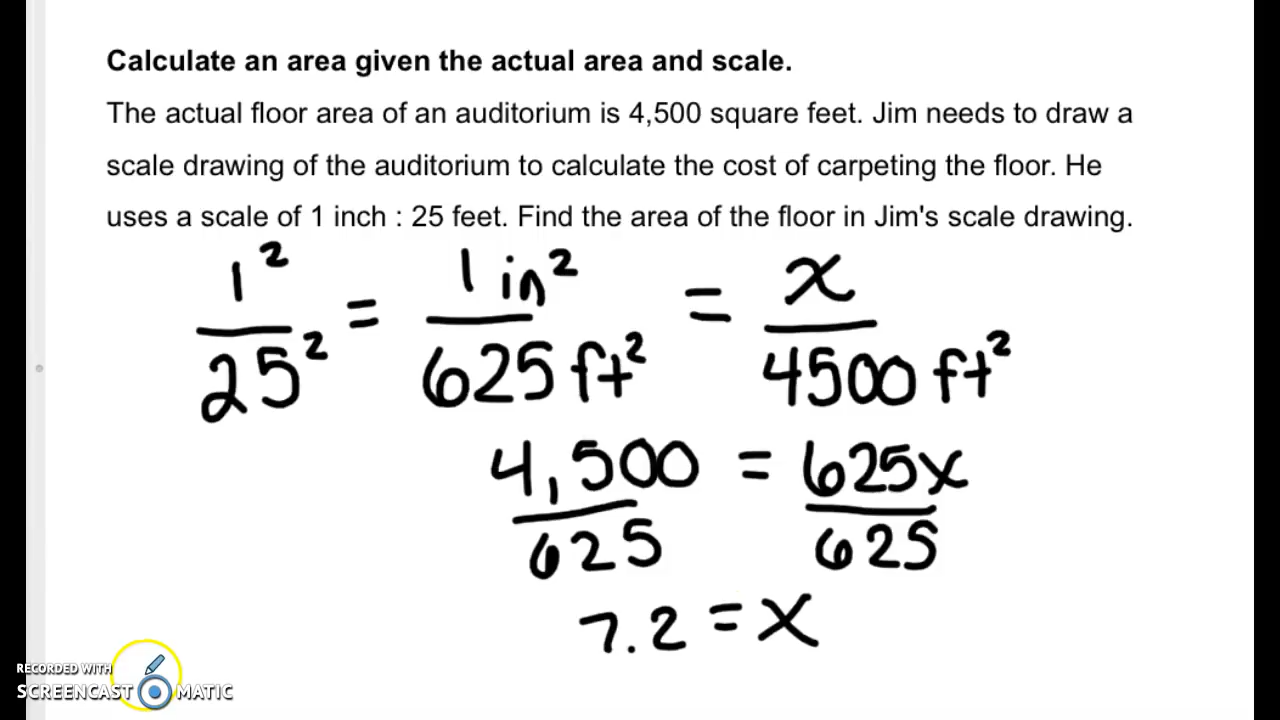 Calculate an area given the actual area and scale.
The actual floor area of an auditorium is 4,500 square feet. Jim needs to draw a
scale drawing of the auditorium to calculate the cost of carpeting the floor. He
uses a scale of 1 inch : 25 feet. Find the area of the floor in Jim's scale drawing.
1² / 25² = 1 in² / 625 ft² = x / 4500 ft²
4,500 / 625 = 625x / 625
7.2 = x
RECORDED WITH
SCREENCAST MATIC